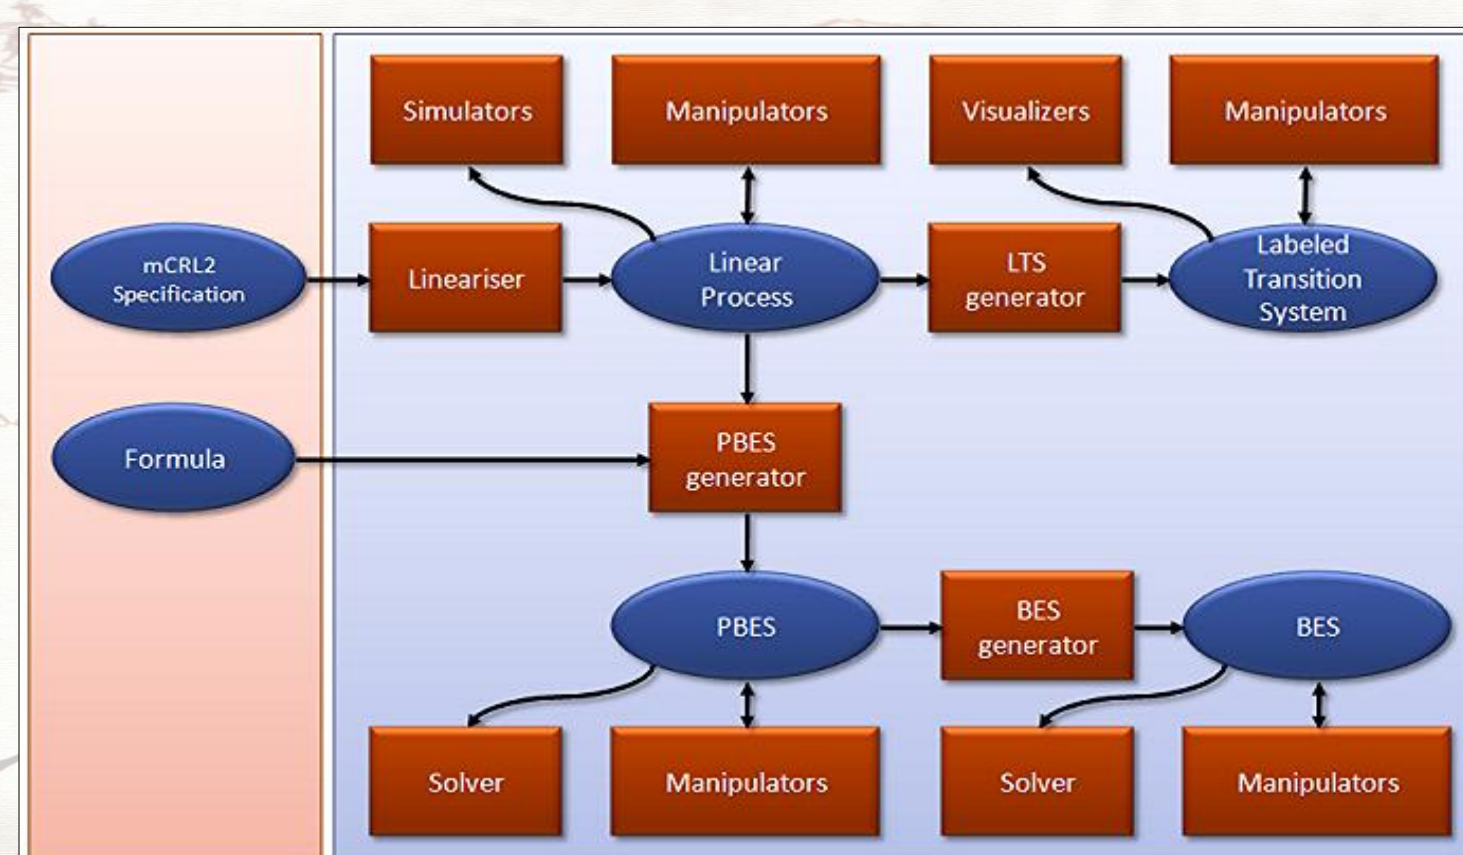 Simulators
Manipulators
Visualizers
Manipulators
mCRL2
Specification
Lineariser
Linear
Process
LTS
generator
Labeled
Transition
System
Formula
PBES
generator
PBES
BES
generator
BES
Solver
Manipulators
Solver
Manipulators